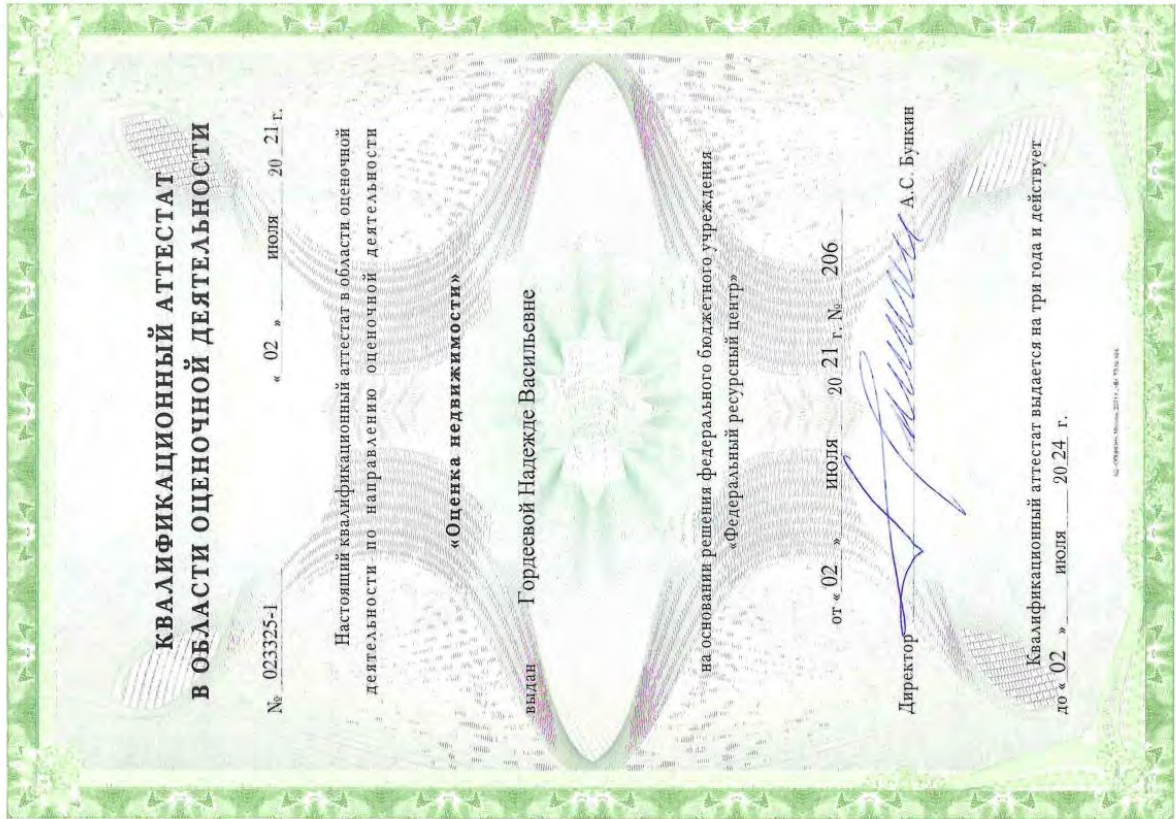 КВАЛИФИКАЦИОННЫЙ АТТЕСТАТ
В ОБЛАСТИ ОЦЕНОЧНОЙ ДЕЯТЕЛЬНОСТИ
№ 023325-1 « 02 » июля 20 21 г.
Настоящий квалификационный аттестат в области оценочной
деятельности по направлению оценочной деятельности
«Оценка недвижимости»
выдан Гордеевой Надежде Васильевне
на основании решения федерального бюджетного учреждения
«Федеральный ресурсный центр»
от « 02 » июля 20 21 г. № 206
Директор А.С. Бункин
Квалификационный аттестат выдается на три года и действует
до « 02 » июля 20 24 г.